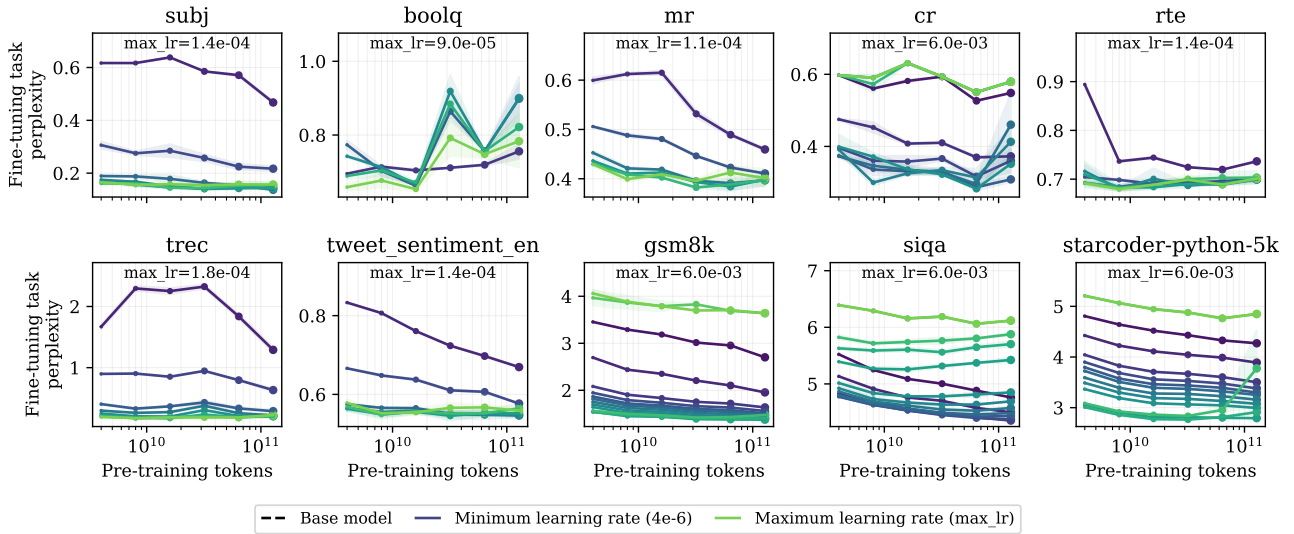 subj
boolq
mr
cr
rte
max_lr=1.4e-04
max_lr=9.0e-05
max_lr=1.1e-04
max_lr=6.0e-03
max_lr=1.4e-04
Fine-tuning task
perplexity
0.6
0.4
0.2
1.0
0.8
0.6
0.5
0.4
0.6
0.4
0.9
0.8
0.7
trec
tweet_sentiment_en
gsm8k
siqa
starcoder-python-5k
max_lr=1.8e-04
max_lr=1.4e-04
max_lr=6.0e-03
max_lr=6.0e-03
max_lr=6.0e-03
Fine-tuning task
perplexity
2
1
0.8
0.6
4
3
2
7
6
5
5
4
3
10^10 10^11
10^10 10^11
10^10 10^11
10^10 10^11
10^10 10^11
Pre-training tokens
Pre-training tokens
Pre-training tokens
Pre-training tokens
Pre-training tokens
Base model
Minimum learning rate (4e-6)
Maximum learning rate (max_lr)